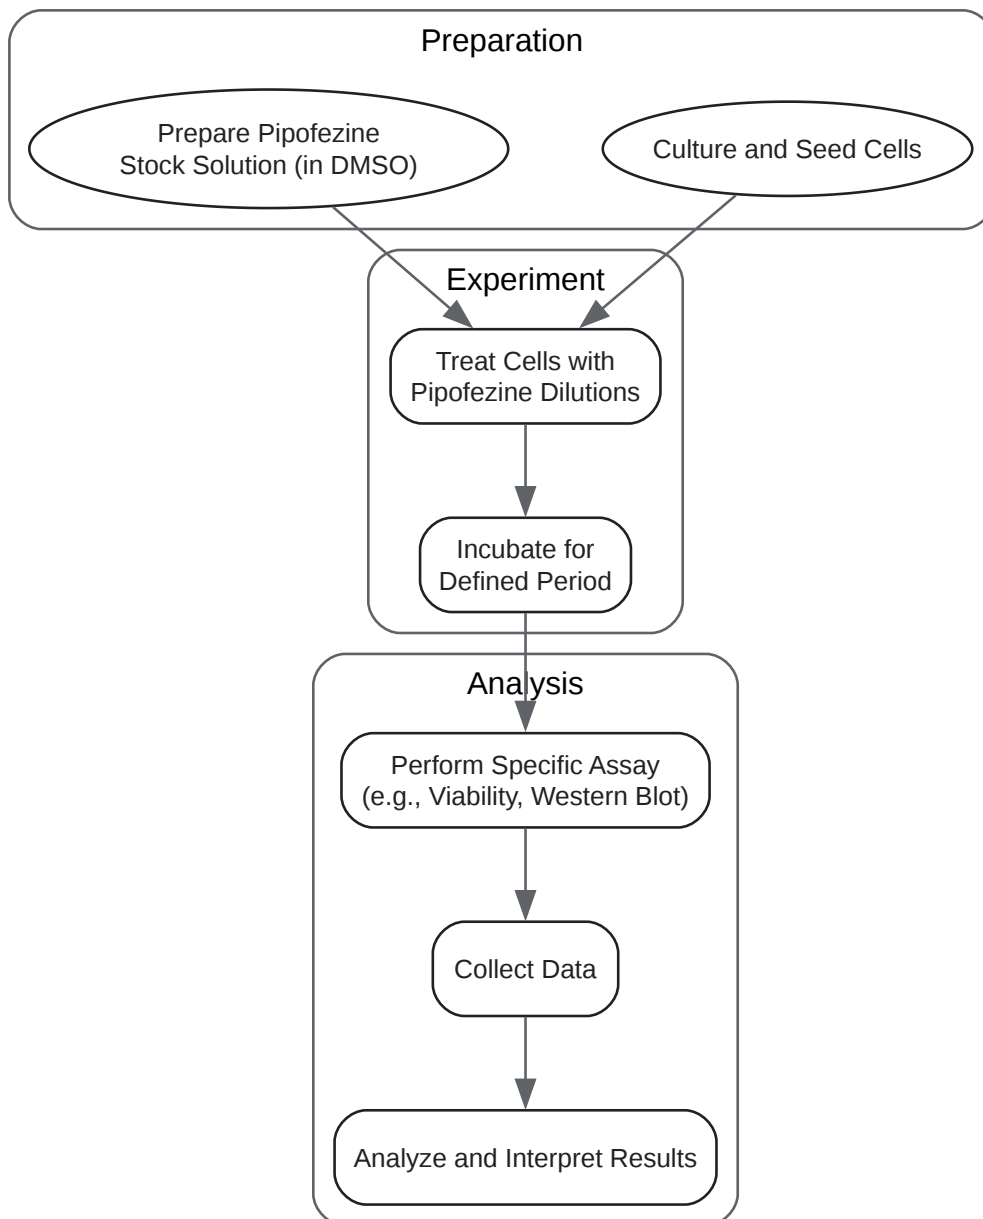 Preparation
Prepare Pipofezine
Stock Solution (in DMSO)
Culture and Seed Cells
Experiment
Treat Cells with
Pipofezine Dilutions
Incubate for
Defined Period
Analysis
Perform Specific Assay
(e.g., Viability, Western Blot)
Collect Data
Analyze and Interpret Results